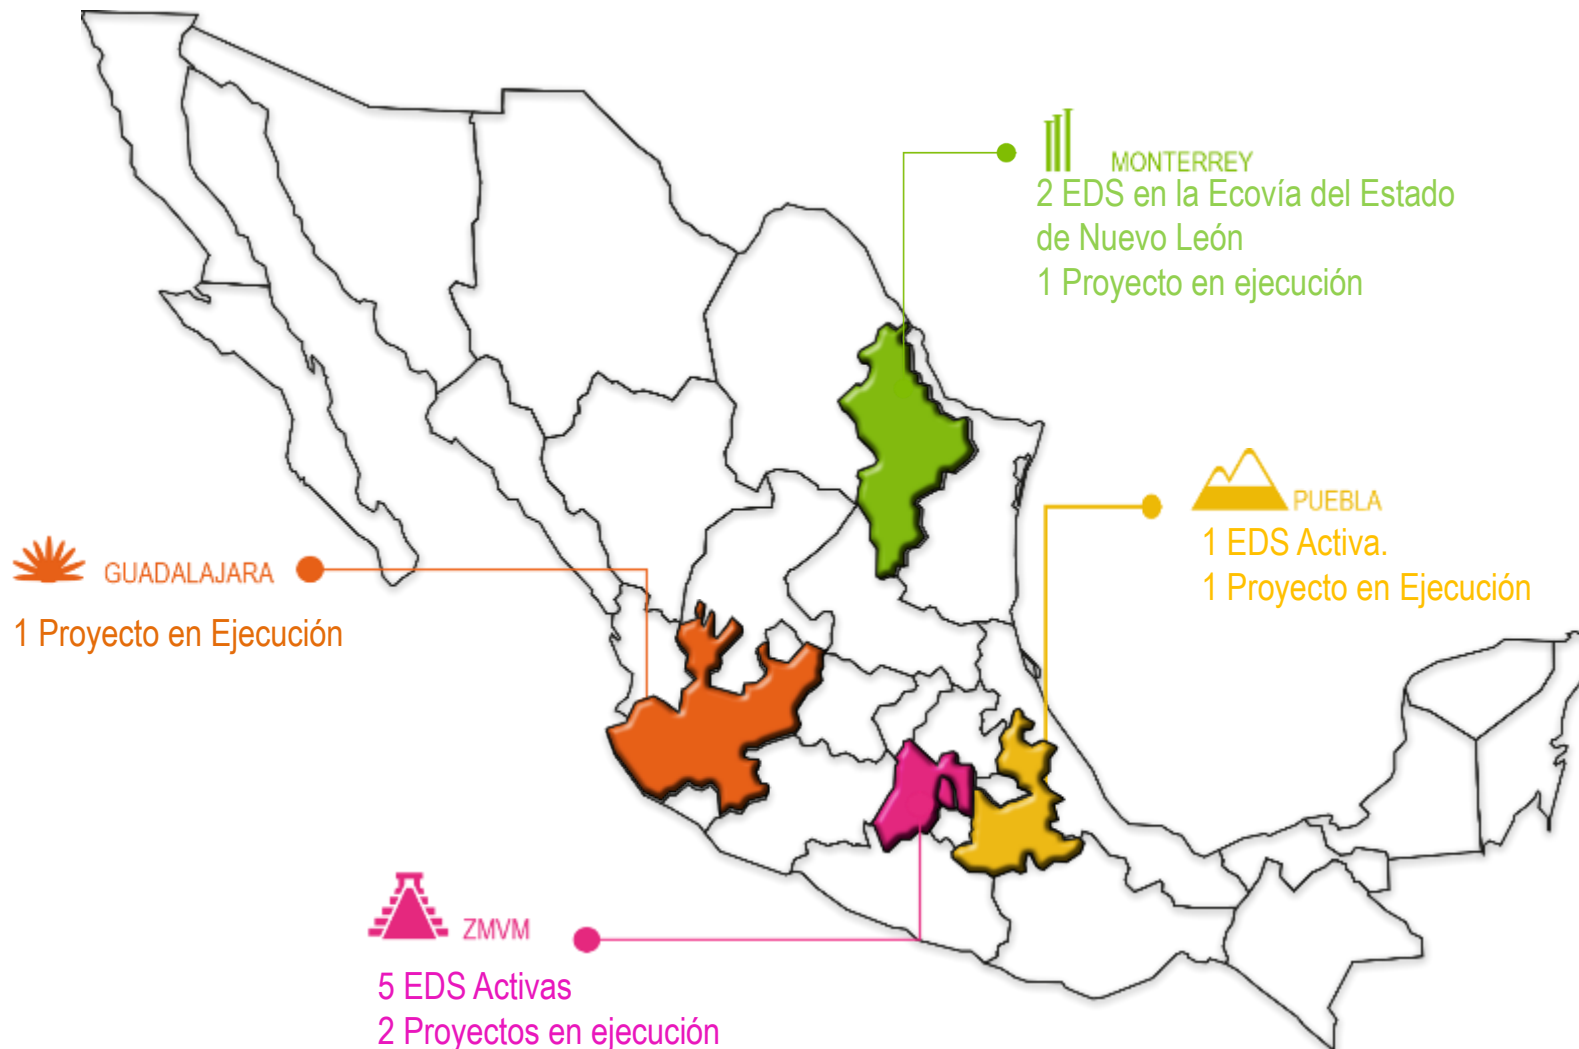 MONTERREY
2 EDS en la Ecovía del Estado
de Nuevo León
1 Proyecto en ejecución
PUEBLA
1 EDS Activa.
1 Proyecto en Ejecución
GUADALAJARA
1 Proyecto en Ejecución
ZMVM
5 EDS Activas
2 Proyectos en ejecución